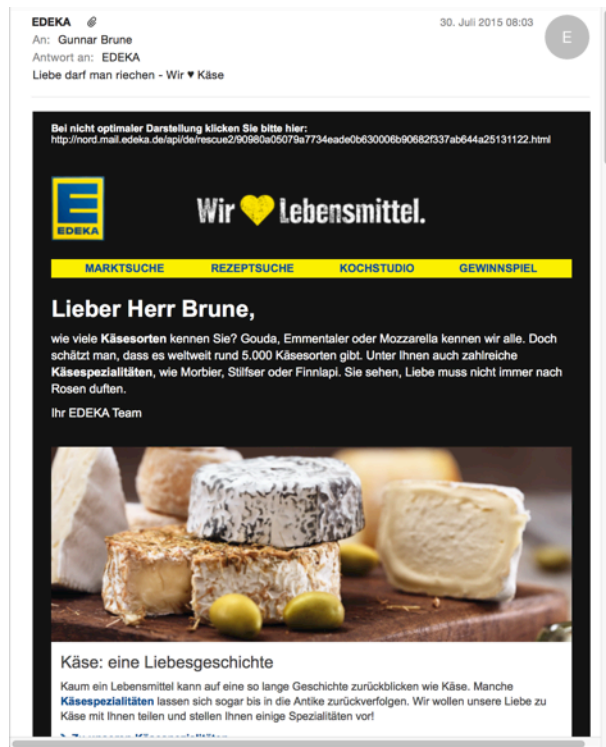 EDEKA
30. Juli 2015 08:03
E
An: Gunnar Brune
Antwort an: EDEKA
Liebe darf man riechen - Wir ♥ Käse
Bei nicht optimaler Darstellung klicken Sie bitte hier:
http://nord.mail.edeka.de/api/de/rescue2/90980a05079a7734eade0b630006b90682f337ab644a25131122.html
EDEKA
Wir 💛 Lebensmittel.
MARKTSUCHE REZEPTSUCHE KOCHSTUDIO GEWINNSPIEL
Lieber Herr Brune,
wie viele Käsesorten kennen Sie? Gouda, Emmentaler oder Mozzarella kennen wir alle. Doch
schätzt man, dass es weltweit rund 5.000 Käsesorten gibt. Unter Ihnen auch zahlreiche
Käsespezialitäten, wie Morbier, Stilfser oder Finnlapi. Sie sehen, Liebe muss nicht immer nach
Rosen duften.
Ihr EDEKA Team
Käse: eine Liebesgeschichte
Kaum ein Lebensmittel kann auf eine so lange Geschichte zurückblicken wie Käse. Manche
Käsespezialitäten lassen sich sogar bis in die Antike zurückverfolgen. Wir wollen unsere Liebe zu
Käse mit Ihnen teilen und stellen Ihnen einige Spezialitäten vor!
Zu unseren Käsespezialitäten